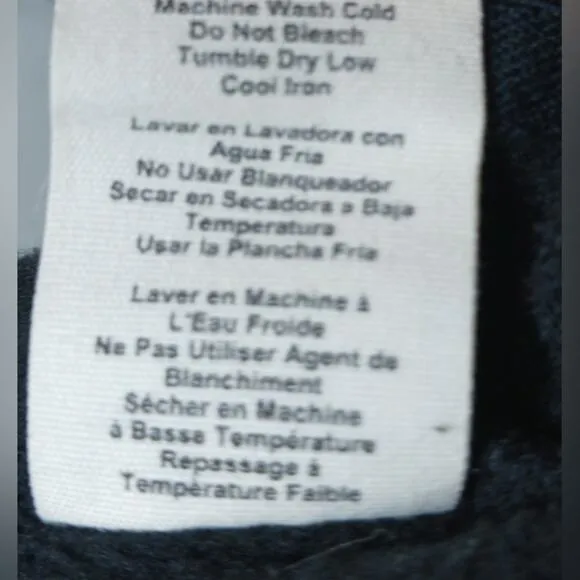 Machine Wash Cold
Do Not Bleach
Tumble Dry Low
Cool Iron
Lavar en Lavadora con
Agua Fria
No Usar Blanqueador
Secar en Secadora a Baja
Temperatura
Usar la Plancha Fria
Laver en Machine à
L'Eau Froide
Ne Pas Utiliser Agent de
Blanchiment
Sécher en Machine
à Basse Température
Repassage à
Température Faible